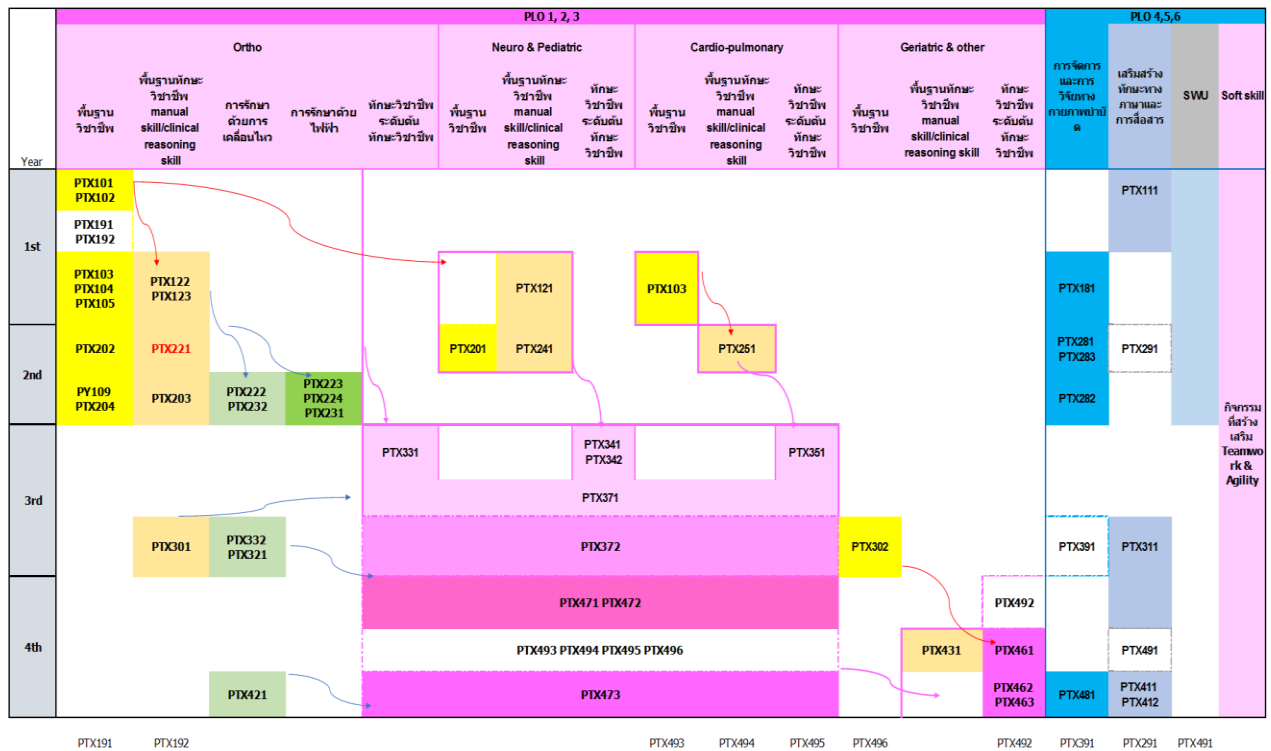 PLO 1, 2, 3
PLO 4,5,6
Ortho
Neuro & Pediatric
Cardio-pulmonary
Geriatric & other
Year
พื้นฐาน
วิชาชีพ
พื้นฐานทักษะ
วิชาชีพ
manual
skill/clinical
reasoning
skill
การรักษา
ด้วยการ
เคลื่อนไหว
การรักษาด้วย
ไฟฟ้า
ทักษะวิชาชีพ
ระดับต้น
ทักษะวิชาชีพ
พื้นฐาน
วิชาชีพ
พื้นฐานทักษะ
วิชาชีพ
manual
skill/clinical
reasoning
skill
ทักษะ
วิชาชีพ
ระดับต้น
ทักษะ
วิชาชีพ
พื้นฐาน
วิชาชีพ
พื้นฐานทักษะ
วิชาชีพ
manual
skill/clinical
reasoning
skill
ทักษะ
วิชาชีพ
ระดับต้น
ทักษะ
วิชาชีพ
พื้นฐาน
วิชาชีพ
พื้นฐานทักษะ
วิชาชีพ
manual
skill/clinical
reasoning skill
ทักษะ
วิชาชีพ
ระดับต้น
ทักษะ
วิชาชีพ
การจัดการ
และการ
วิจัยทาง
กายภาพบำบั
ด
เสริมสร้าง
ทักษะทาง
ภาษาและ
การสื่อสาร
SWU
Soft skill
1st
PTX101
PTX102
PTX111
PTX191
PTX192
PTX103
PTX104
PTX105
PTX122
PTX123
PTX121
PTX103
PTX181
2nd
PTX202
PTX221
PTX201
PTX241
PTX251
PTX281
PTX283
PTX291
PY109
PTX204
PTX203
PTX222
PTX232
PTX223
PTX224
PTX231
PTX282
กิจกรรม
ที่สร้าง
เสริม
Teamwo
rk &
Agility
3rd
PTX331
PTX341
PTX342
PTX351
PTX371
PTX301
PTX332
PTX321
PTX372
PTX302
PTX391
PTX311
4th
PTX471 PTX472
PTX492
PTX493 PTX494 PTX495 PTX496
PTX431
PTX461
PTX491
PTX421
PTX473
PTX462
PTX463
PTX481
PTX411
PTX412
PTX191
PTX192
PTX493
PTX494
PTX495
PTX496
PTX492
PTX391
PTX291
PTX491